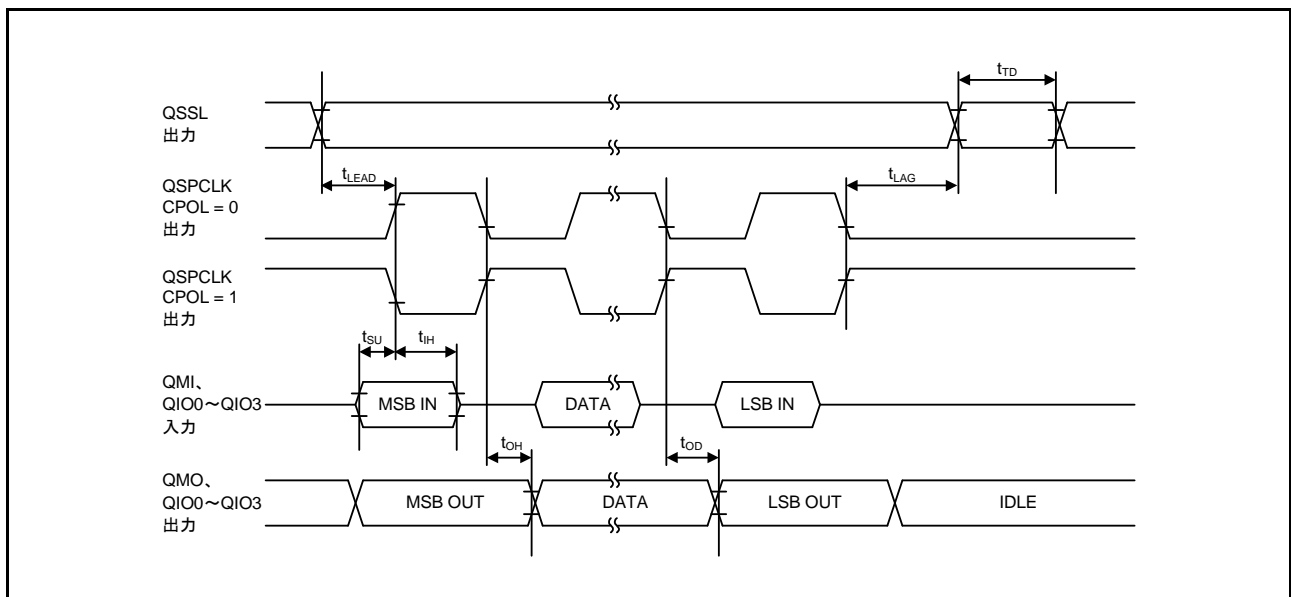 QSSL
出力
tTD
tLEAD
tLAG
QSPCLK
CPOL = 0
出力
QSPCLK
CPOL = 1
出力
tSU
tIH
QMI、
QIO0～QIO3
入力
MSB IN
DATA
LSB IN
tOH
tOD
QMO、
QIO0～QIO3
出力
MSB OUT
DATA
LSB OUT
IDLE